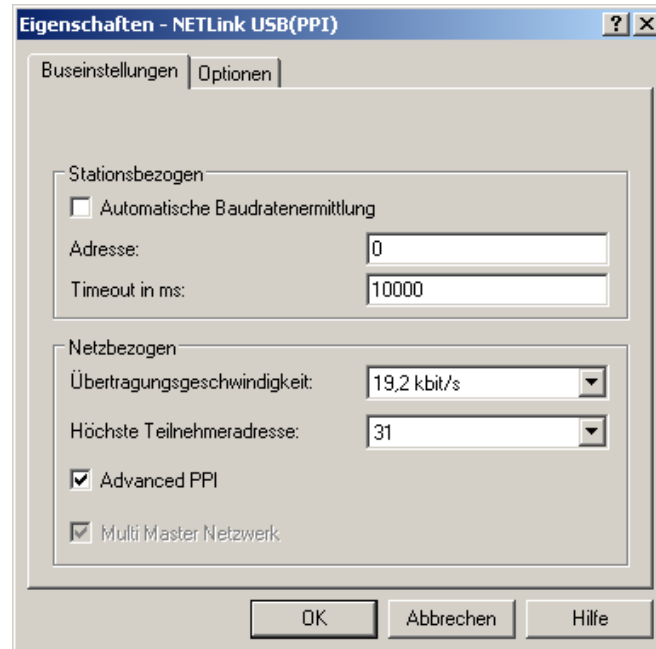 Eigenschaften - NETLink USB(PPI)
Buseinstellungen
Optionen
Stationsbezogen
Automatische Baudratenermittlung
Adresse: 0
Timeout in ms: 10000
Netzbezogen
Übertragungsgeschwindigkeit: 19,2 kbit/s
Höchste Teilnehmeradresse: 31
Advanced PPI
Multi Master Netzwerk
OK
Abbrechen
Hilfe